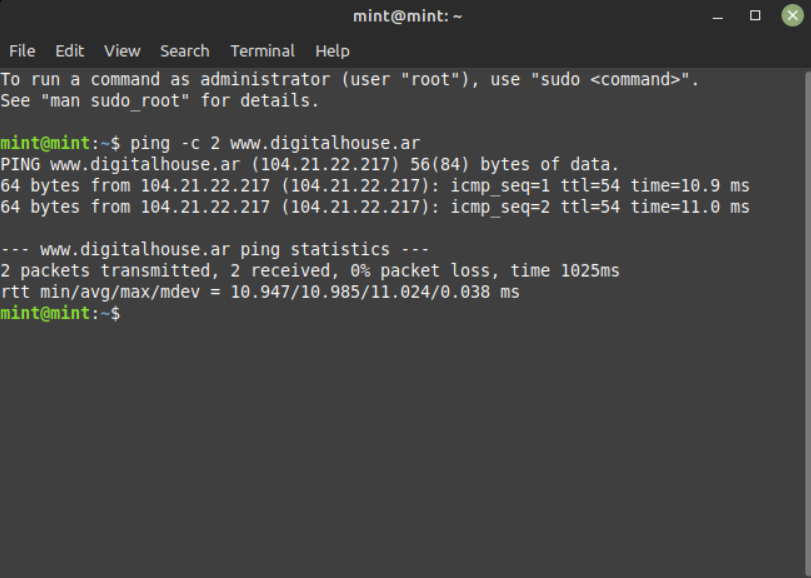 mint@mint: ~
File Edit View Search Terminal Help
To run a command as administrator (user "root"), use "sudo <command>".
See "man sudo_root" for details.
mint@mint:~$ ping -c 2 www.digitalhouse.ar
PING www.digitalhouse.ar (104.21.22.217) 56(84) bytes of data.
64 bytes from 104.21.22.217 (104.21.22.217): icmp_seq=1 ttl=54 time=10.9 ms
64 bytes from 104.21.22.217 (104.21.22.217): icmp_seq=2 ttl=54 time=11.0 ms
--- www.digitalhouse.ar ping statistics ---
2 packets transmitted, 2 received, 0% packet loss, time 1025ms
rtt min/avg/max/mdev = 10.947/10.985/11.024/0.038 ms
mint@mint:~$